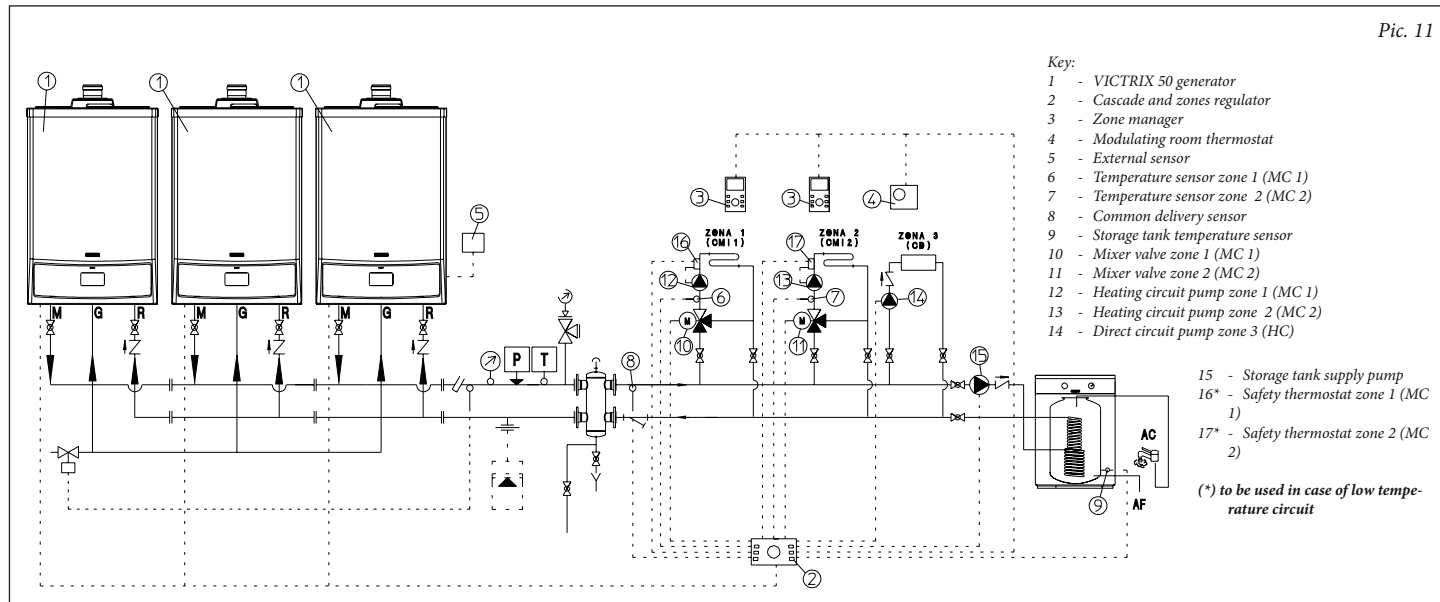 Pic. 11
Key:
1 - VICTRIX 50 generator
2 - Cascade and zones regulator
3 - Zone manager
4 - Modulating room thermostat
5 - External sensor
6 - Temperature sensor zone 1 (MC 1)
7 - Temperature sensor zone 2 (MC 2)
8 - Common delivery sensor
9 - Storage tank temperature sensor
10 - Mixer valve zone 1 (MC 1)
11 - Mixer valve zone 2 (MC 2)
12 - Heating circuit pump zone 1 (MC 1)
13 - Heating circuit pump zone 2 (MC 2)
14 - Direct circuit pump zone 3 (HC)
15 - Storage tank supply pump
16* - Safety thermostat zone 1 (MC
1)
17* - Safety thermostat zone 2 (MC
2)
(*) to be used in case of low tempe-
rature circuit
1 1 1
5
M G R M G R M G R
P T
8
3 3 4
ZONA 1
(CMI1)
ZONA 2
(CMI2)
ZONA 3
(CD)
16 17
12 13 14
6 7
M M
10 11
15
AC
9
AF
2